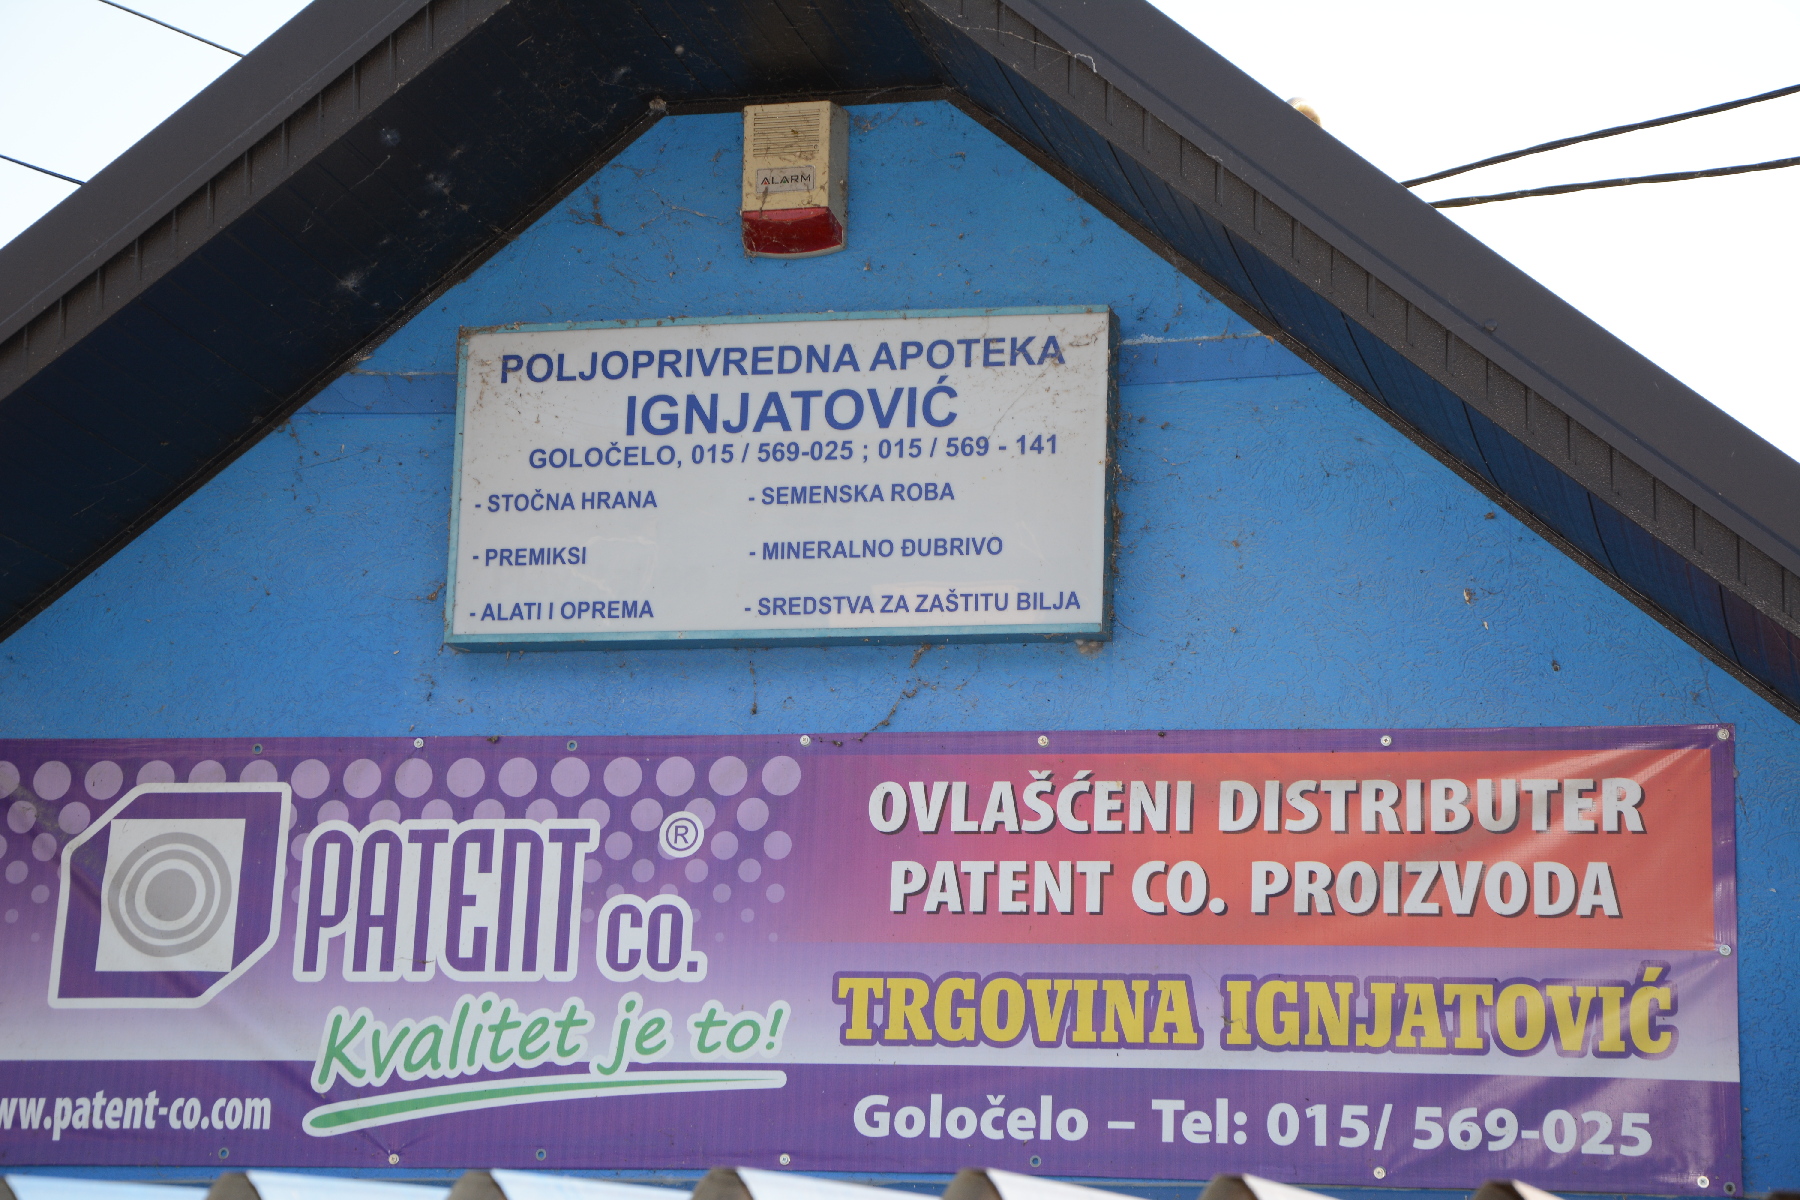 ALARM
POLJOPRIVREDNA APOTEKA
IGNJATOVIĆ
GOLOČELO, 015 / 569-025 ; 015 / 569 - 141
- STOČNA HRANA
- PREMIKSI
- ALATI I OPREMA
- SEMENSKA ROBA
- MINERALNO ĐUBRIVO
- SREDSTVA ZA ZAŠTITU BILJA
PATENT CO. ®
Kvalitet je to!
ww.patent-co.com
OVLAŠĆENI DISTRIBUTER
PATENT CO. PROIZVODA
TRGOVINA IGNJATOVIĆ
Goločelo – Tel: 015/ 569-025